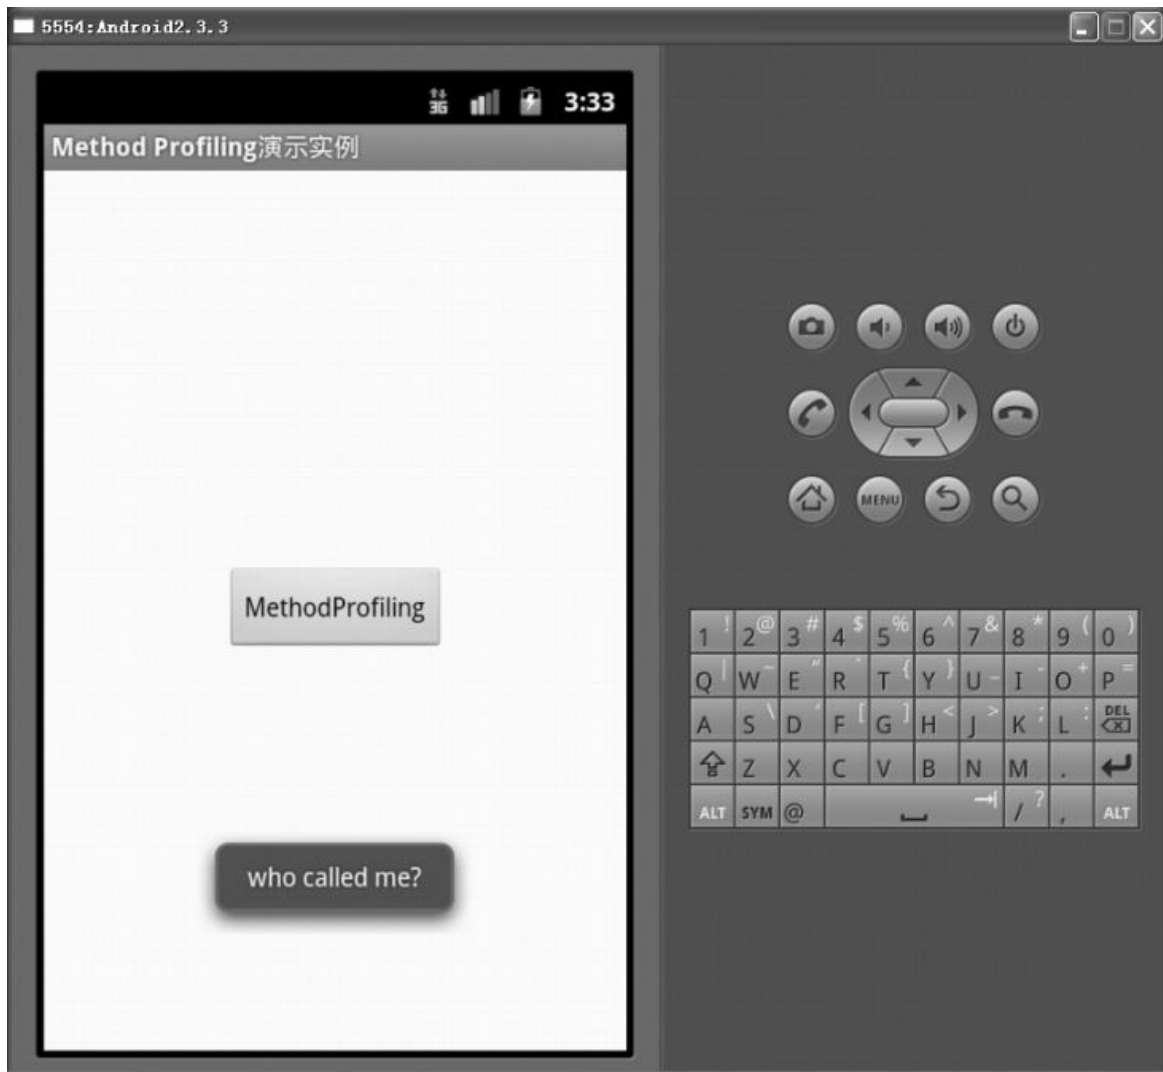 5554:Android2.3.3
3G 3:33
Method Profiling演示实例
MethodProfiling
who called me?
MENU
1 ! 2 @ 3 # 4 $ 5 % 6 ^ 7 & 8 * 9 ( 0 )
Q | W ~ E " R ` T { Y } U _ I - O + P =
A S \ D ' F [ G ] H < J > K ; L : DEL
Z X C V B N M .
ALT SYM @ / ? , ALT